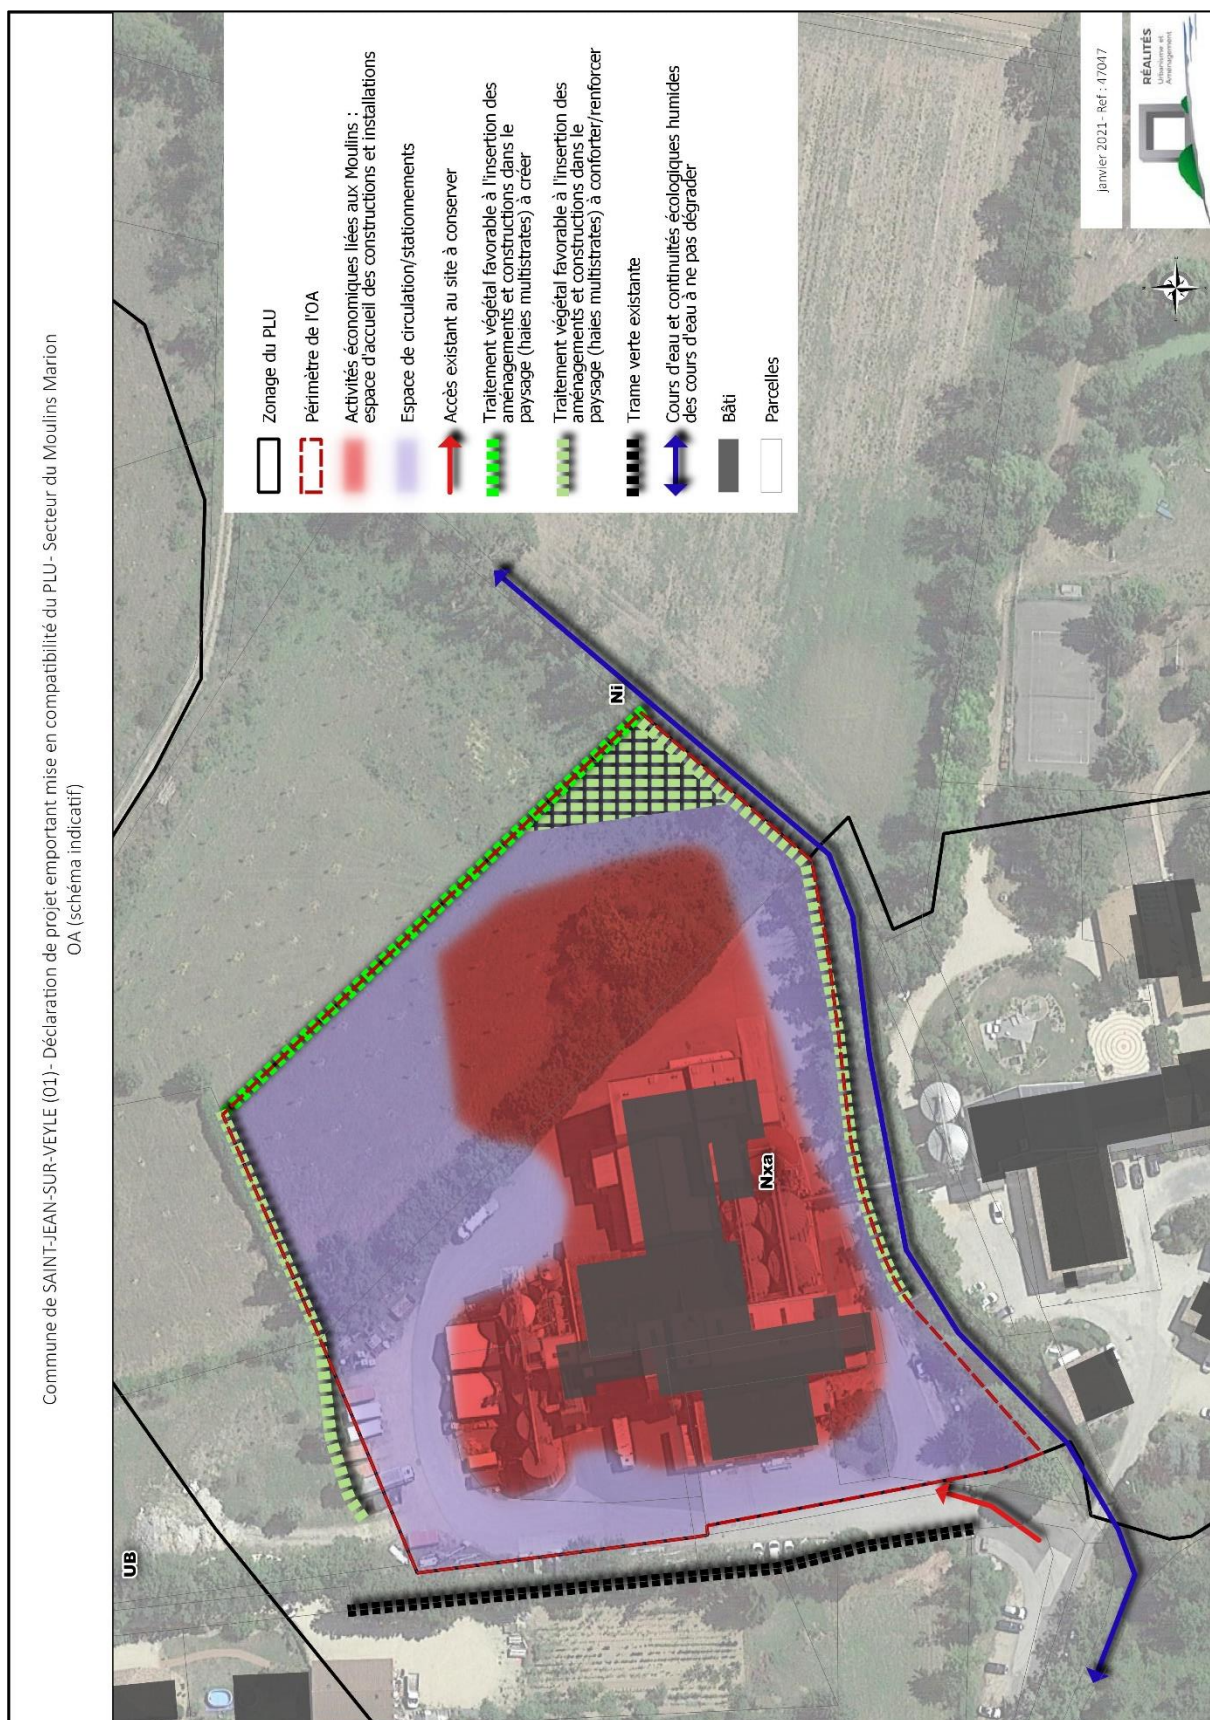 Commune de SAINT-JEAN-SUR-VEYLE (01)- Déclaration de projet emportant mise en compatibilité du PLU- Secteur du Moulins Marion
OA (schéma indicatif)
Zonage du PLU
Périmètre de l'OA
Activités économiques liées aux Moulins :
espace d'accueil des constructions et installations
Espace de circulation/stationnements
Accès existant au site à conserver
Traitement végétal favorable à l'insertion des
aménagements et constructions dans le
paysage (haies multistrates) à créer
Traitement végétal favorable à l'insertion des
aménagements et constructions dans le
paysage (haies multistrates) à conforter/renforcer
Trame verte existante
Cours d'eau et continuités écologiques humides
des cours d'eau à ne pas dégrader
Bâti
Parcelles
UB
Ni
Nxa
janvier 2021- Ref : 47047
RÉALITÉS
Urbanisme et
Aménagement